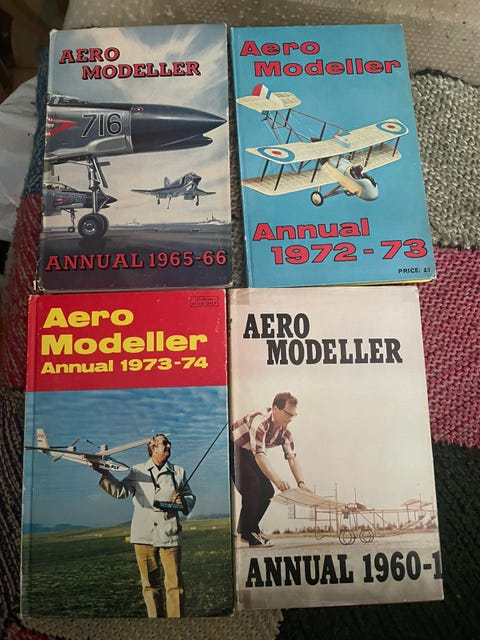 AERO
MODELLER
716
ANNUAL 1965-66
Aero
Modeller
Annual
1972-73
PRICE: £1
Aero
Modeller
Annual 1973-74
AERO
MODELLER
ANNUAL 1960-1